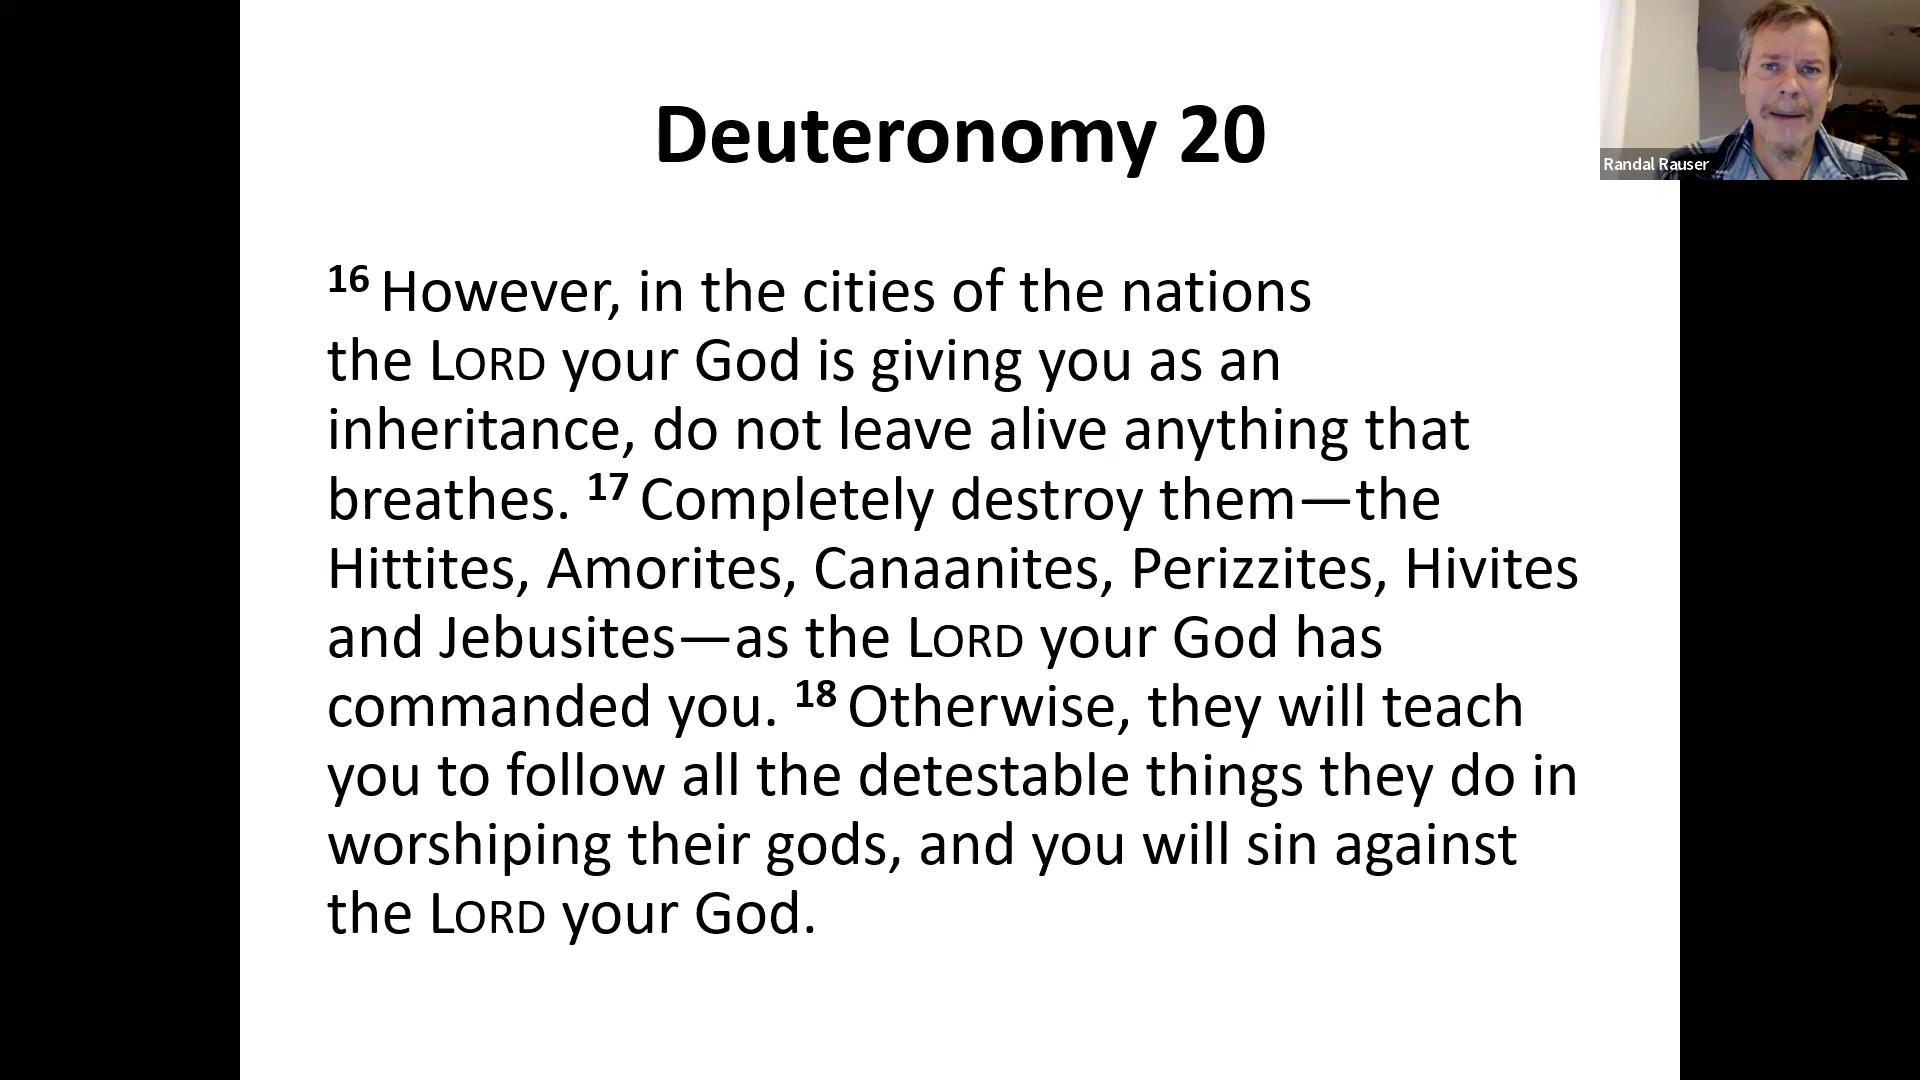 Deuteronomy 20
Randal Rauser
16 However, in the cities of the nations
the LORD your God is giving you as an
inheritance, do not leave alive anything that
breathes. 17 Completely destroy them—the
Hittites, Amorites, Canaanites, Perizzites, Hivites
and Jebusites—as the LORD your God has
commanded you. 18 Otherwise, they will teach
you to follow all the detestable things they do in
worshiping their gods, and you will sin against
the LORD your God.